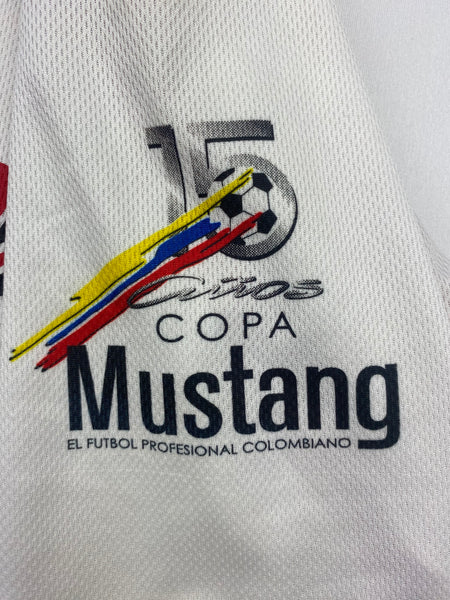 15
años
COPA
Mustang
EL FUTBOL PROFESIONAL COLOMBIANO